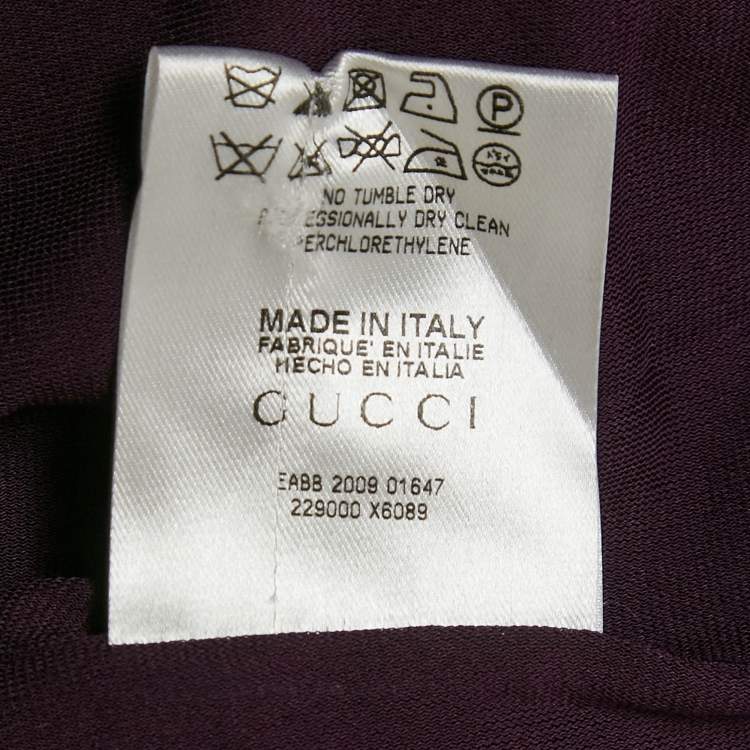 P
NO TUMBLE DRY
DRY CLEAN
MADE IN ITALY
FABRIQUE' EN ITALIE
HECHO EN ITALIA
GUCCI
EABB 2009 01647
229000 X6089